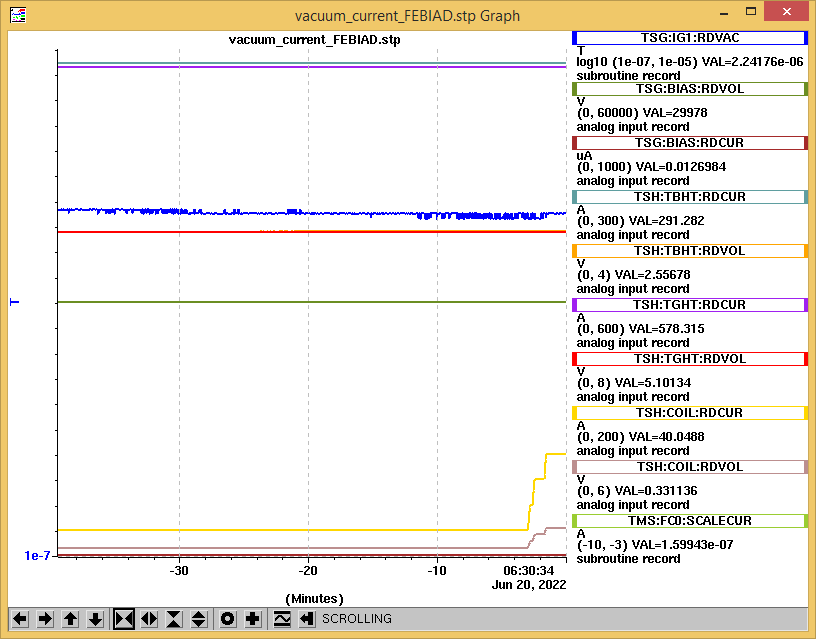 vacuum_current_FEBIAD.stp Graph
vacuum_current_FEBIAD.stp
T
1e-7
-30
-20
-10
06:30:34
Jun 20, 2022
(Minutes)
TSG:IG1:RDVAC
T
log10 (1e-07, 1e-05) VAL=2.24176e-06
subroutine record
TSG:BIAS:RDVOL
V
(0, 60000) VAL=29978
analog input record
TSG:BIAS:RDCUR
uA
(0, 1000) VAL=0.0126984
analog input record
TSH:TBHT:RDCUR
A
(0, 300) VAL=291.282
analog input record
TSH:TBHT:RDVOL
V
(0, 4) VAL=2.55678
analog input record
TSH:TGHT:RDCUR
A
(0, 600) VAL=578.315
analog input record
TSH:TGHT:RDVOL
V
(0, 8) VAL=5.10134
analog input record
TSH:COIL:RDCUR
A
(0, 200) VAL=40.0488
analog input record
TSH:COIL:RDVOL
V
(0, 6) VAL=0.331136
analog input record
TMS:FC0:SCALECUR
A
(-10, -3) VAL=1.59943e-07
subroutine record
SCROLLING